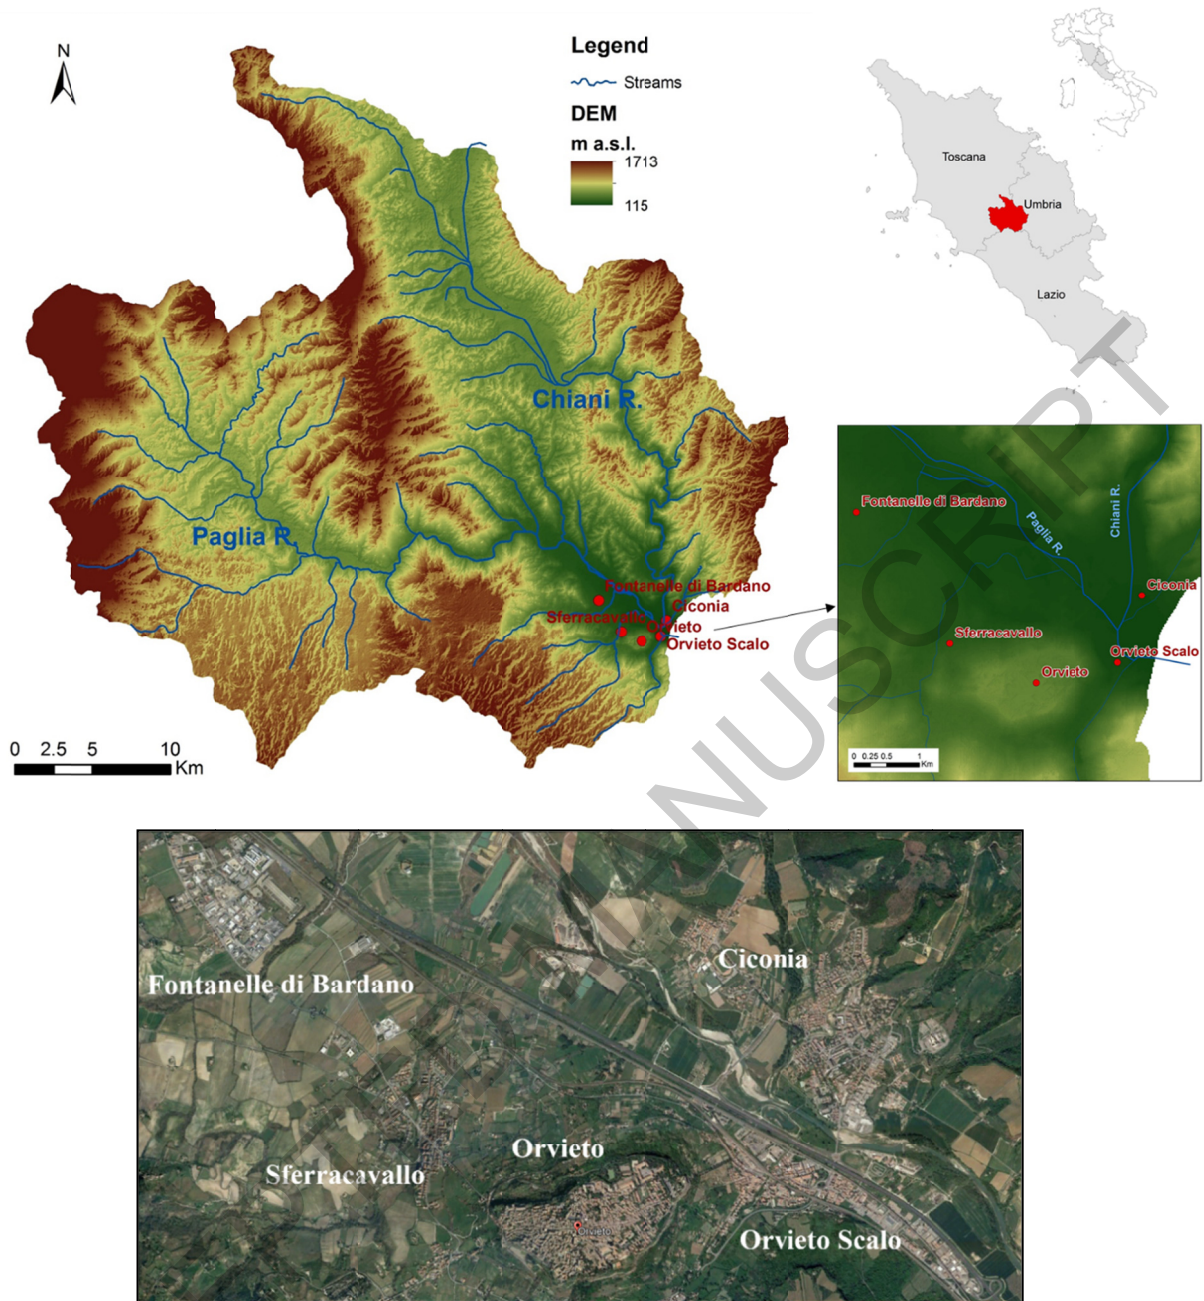 N
Legend
Streams
DEM
m a.s.l.
1713
115
Toscana
Umbria
Lazio
Chiani R.
Paglia R.
Fontanelle di Bardano
Ciconia
Sferracavallo
Orvieto
Orvieto Scalo
0 2.5 5 10
Km
Fontanelle di Bardano
Paglia R.
Chiani R.
Ciconia
Sferracavallo
Orvieto Scalo
Orvieto
0 0.25 0.5 1
Km
MANUSCRIPT
Ciconia
Fontanelle di Bardano
Orvieto
Sferracavallo
Orvieto
Orvieto Scalo